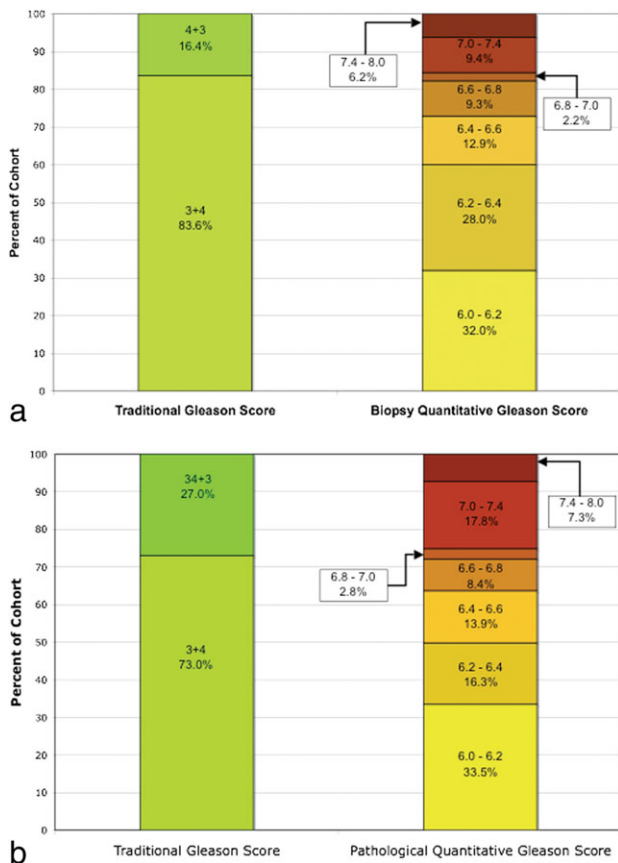 100
90
80
70
60
50
40
30
20
10
0
Percent of Cohort
4+3
16.4%
3+4
83.6%
7.4 - 8.0
6.2%
7.0 - 7.4
9.4%
6.8 - 7.0
2.2%
6.6 - 6.8
9.3%
6.4 - 6.6
12.9%
6.2 - 6.4
28.0%
6.0 - 6.2
32.0%
a
Traditional Gleason Score
Biopsy Quantitative Gleason Score
100
90
80
70
60
50
40
30
20
10
0
Percent of Cohort
34+3
27.0%
3+4
73.0%
7.4 - 8.0
7.3%
7.0 - 7.4
17.8%
6.8 - 7.0
2.8%
6.6 - 6.8
8.4%
6.4 - 6.6
13.9%
6.2 - 6.4
16.3%
6.0 - 6.2
33.5%
b
Traditional Gleason Score
Pathological Quantitative Gleason Score